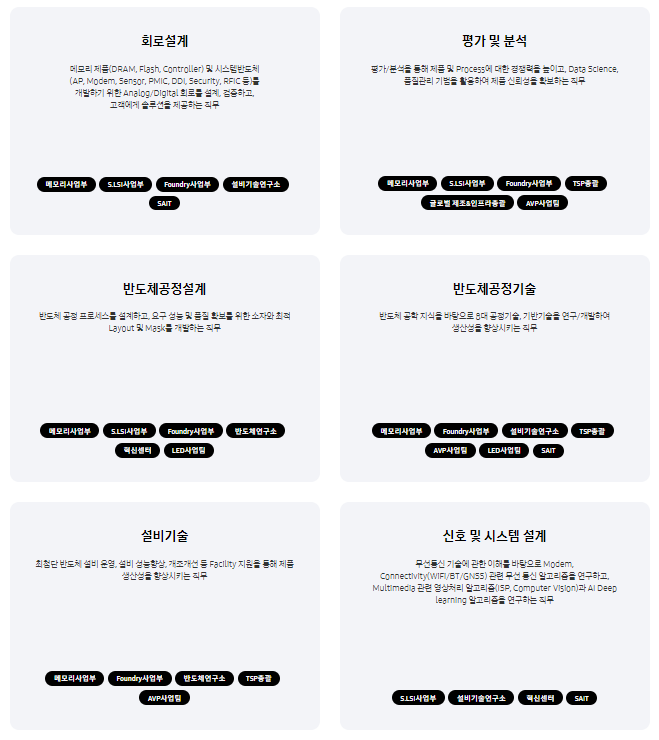 회로설계
메모리 제품(DRAM, Flash, Controller) 및 시스템반도체
(AP, Modem, Sensor, PMIC, DDI, Security, RFIC 등)를
개발하기 위한 Analog/Digital 회로를 설계, 검증하고,
고객에게 솔루션을 제공하는 직무
메모리사업부 S.LSI사업부 Foundry사업부 설비기술연구소
SAIT
평가 및 분석
평가/분석을 통해 제품 및 Process에 대한 경쟁력을 높이고, Data Science,
품질관리 기법을 활용하여 제품 신뢰성을 확보하는 직무
메모리사업부 S.LSI사업부 Foundry사업부 TSP총괄
글로벌 제조&인프라총괄 AVP사업팀
반도체공정설계
반도체 공정 프로세스를 설계하고, 요구 성능 및 품질 확보를 위한 소자와 최적
Layout 및 Mask를 개발하는 직무
메모리사업부 S.LSI사업부 Foundry사업부 반도체연구소
혁신센터 LED사업팀
반도체공정기술
반도체 공학 지식을 바탕으로 8대 공정기술, 기반기술을 연구/개발하여
생산성을 향상시키는 직무
메모리사업부 Foundry사업부 설비기술연구소 TSP총괄
AVP사업팀 LED사업팀 SAIT
설비기술
최첨단 반도체 설비 운영, 설비 성능향상, 개조개선 등 Facility 지원을 통해 제품
생산성을 향상시키는 직무
메모리사업부 Foundry사업부 반도체연구소 TSP총괄
AVP사업팀
신호 및 시스템 설계
무선통신 기술에 관한 이해를 바탕으로 Modem,
Connectivity(WIFI/BT/GNSS) 관련 무선 통신 알고리즘을 연구하고,
Multimedia 관련 영상처리 알고리즘(ISP, Computer Vision)과 AI Deep
learning 알고리즘을 연구하는 직무
S.LSI사업부 설비기술연구소 혁신센터 SAIT